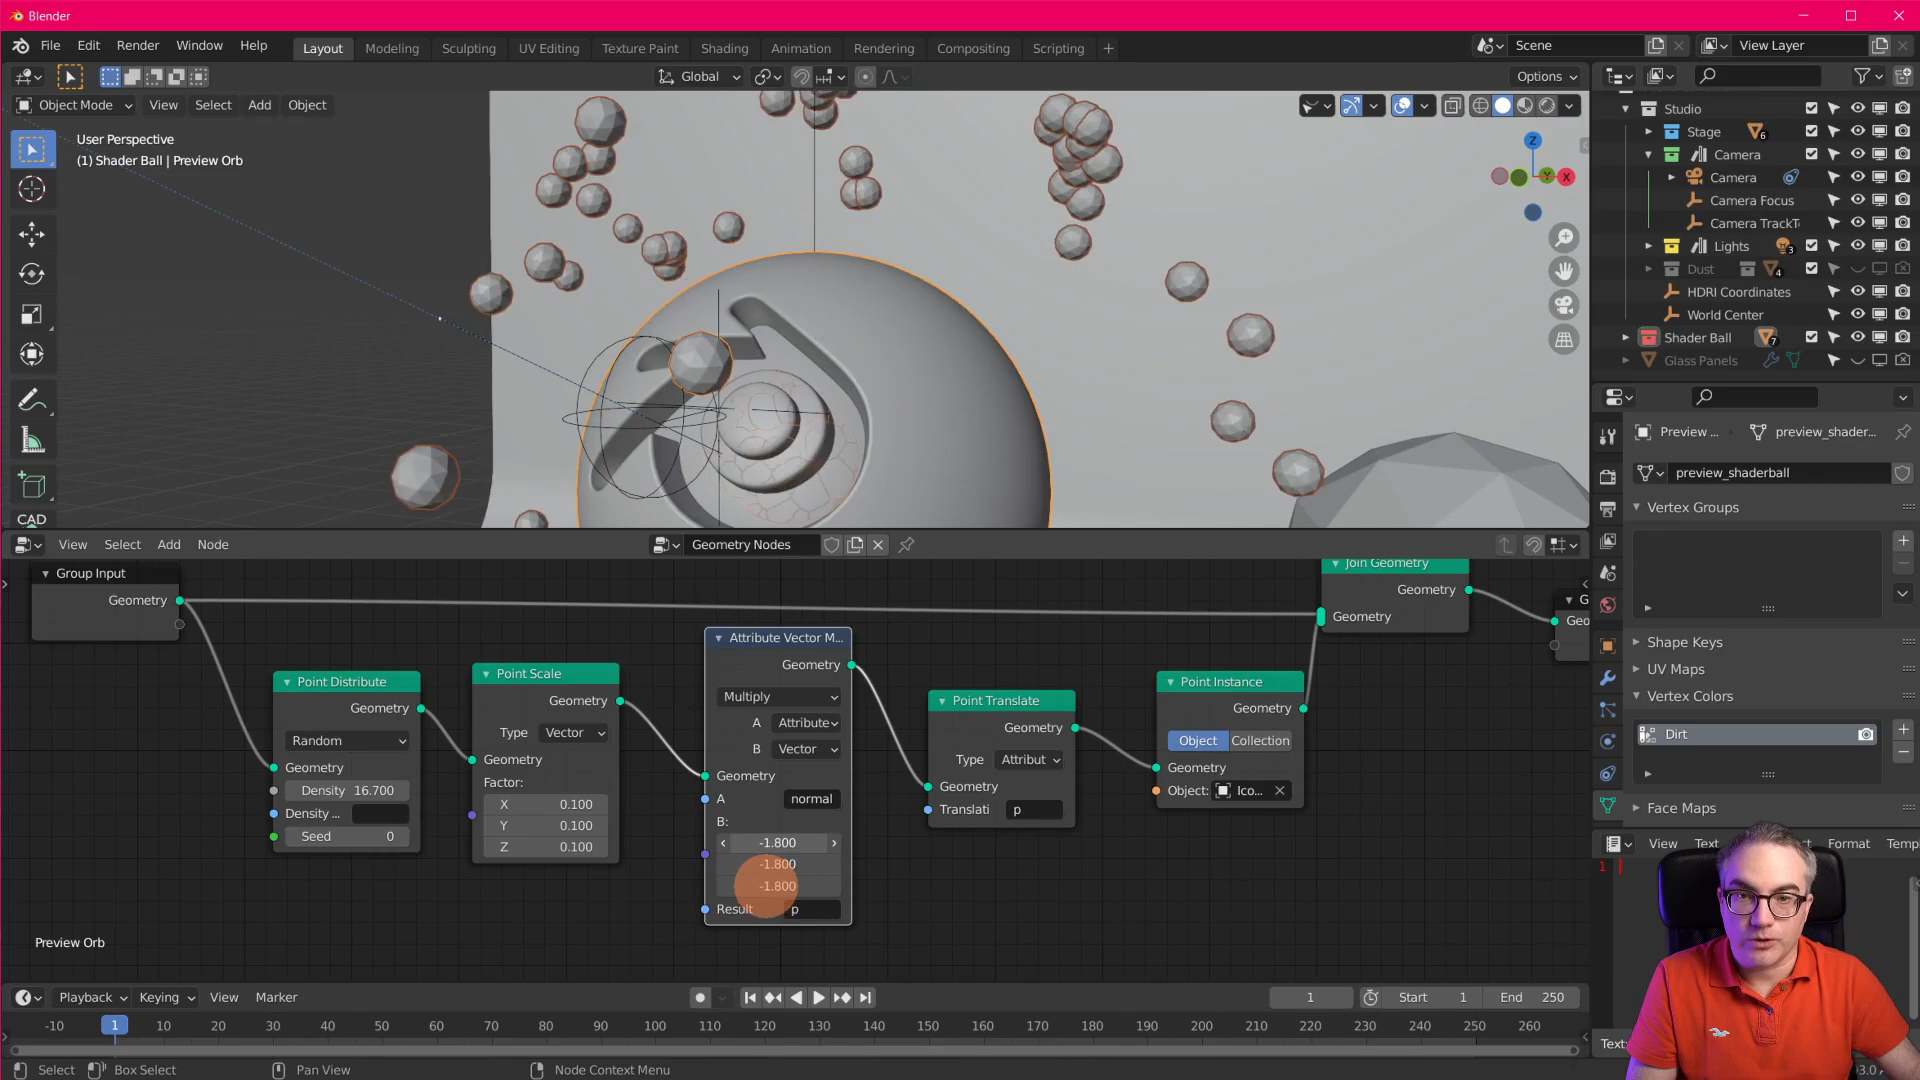 Blender
File Edit Render Window Help Layout Modeling Sculpting UV Editing Texture Paint Shading Animation Rendering Compositing Scripting + Scene View Layer
Global Options
Object Mode View Select Add Object
User Perspective
(1) Shader Ball | Preview Orb
Z
Y
X
CAD
Studio
Stage 6
Camera
Camera
Camera Focus
Camera TrackT
Lights 3
Dust 4
HDRI Coordinates
World Center
Shader Ball 7
Glass Panels
Preview ... preview_shader...
preview_shaderball
Vertex Groups
Shape Keys
UV Maps
Vertex Colors
Dirt
Face Maps
View Select Add Node Geometry Nodes
Group Input
Geometry
Point Distribute
Geometry
Random
Geometry
Density 16.700
Density ...
Seed 0
Point Scale
Geometry
Type Vector
Geometry
Factor:
X 0.100
Y 0.100
Z 0.100
Attribute Vector M...
Geometry
Multiply
A Attribute
B Vector
Geometry
A normal
B:
-1.800
-1.800
-1.800
Result p
Point Translate
Geometry
Type Attribut
Geometry
Translati p
Point Instance
Geometry
Object Collection
Geometry
Object: Ico...
Join Geometry
Geometry
Geometry
G
Geo
Preview Orb
View Text Format Temp
1
Text
Playback Keying View Marker 1 Start 1 End 250
-10 1 10 20 30 40 50 60 70 80 90 100 110 120 130 140 150 160 170 180 190 200 210 220 230 240 250 260
Select Box Select Pan View Node Context Menu